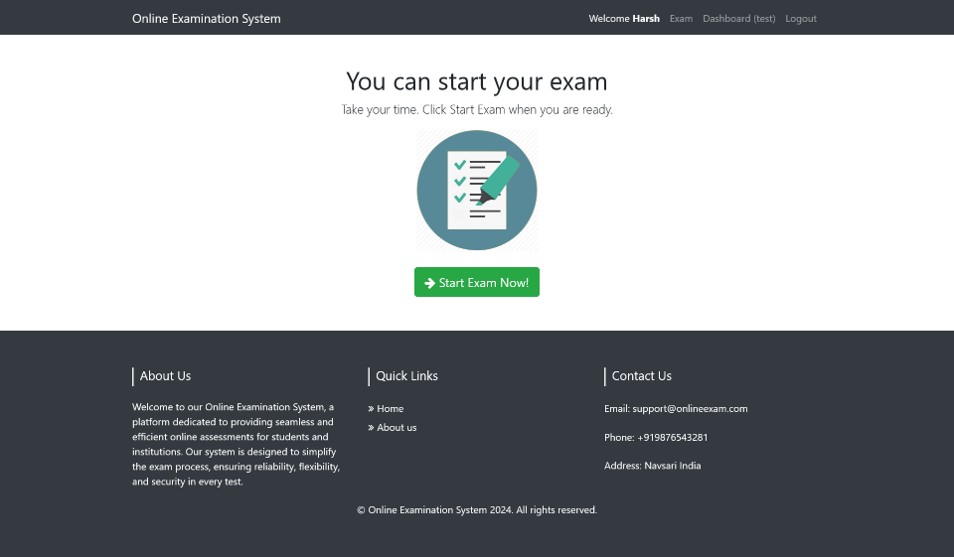 Online Examination System
Welcome Harsh Exam Dashboard (test) Logout
You can start your exam
Take your time. Click Start Exam when you are ready.
Start Exam Now!
About Us
Welcome to our Online Examination System, a
platform dedicated to providing seamless and
efficient online assessments for students and
institutions. Our system is designed to simplify
the exam process, ensuring reliability, flexibility,
and security in every test.
Quick Links
» Home
» About us
Contact Us
Email: support@onlineexam.com
Phone: +919876543281
Address: Navsari India
© Online Examination System 2024. All rights reserved.